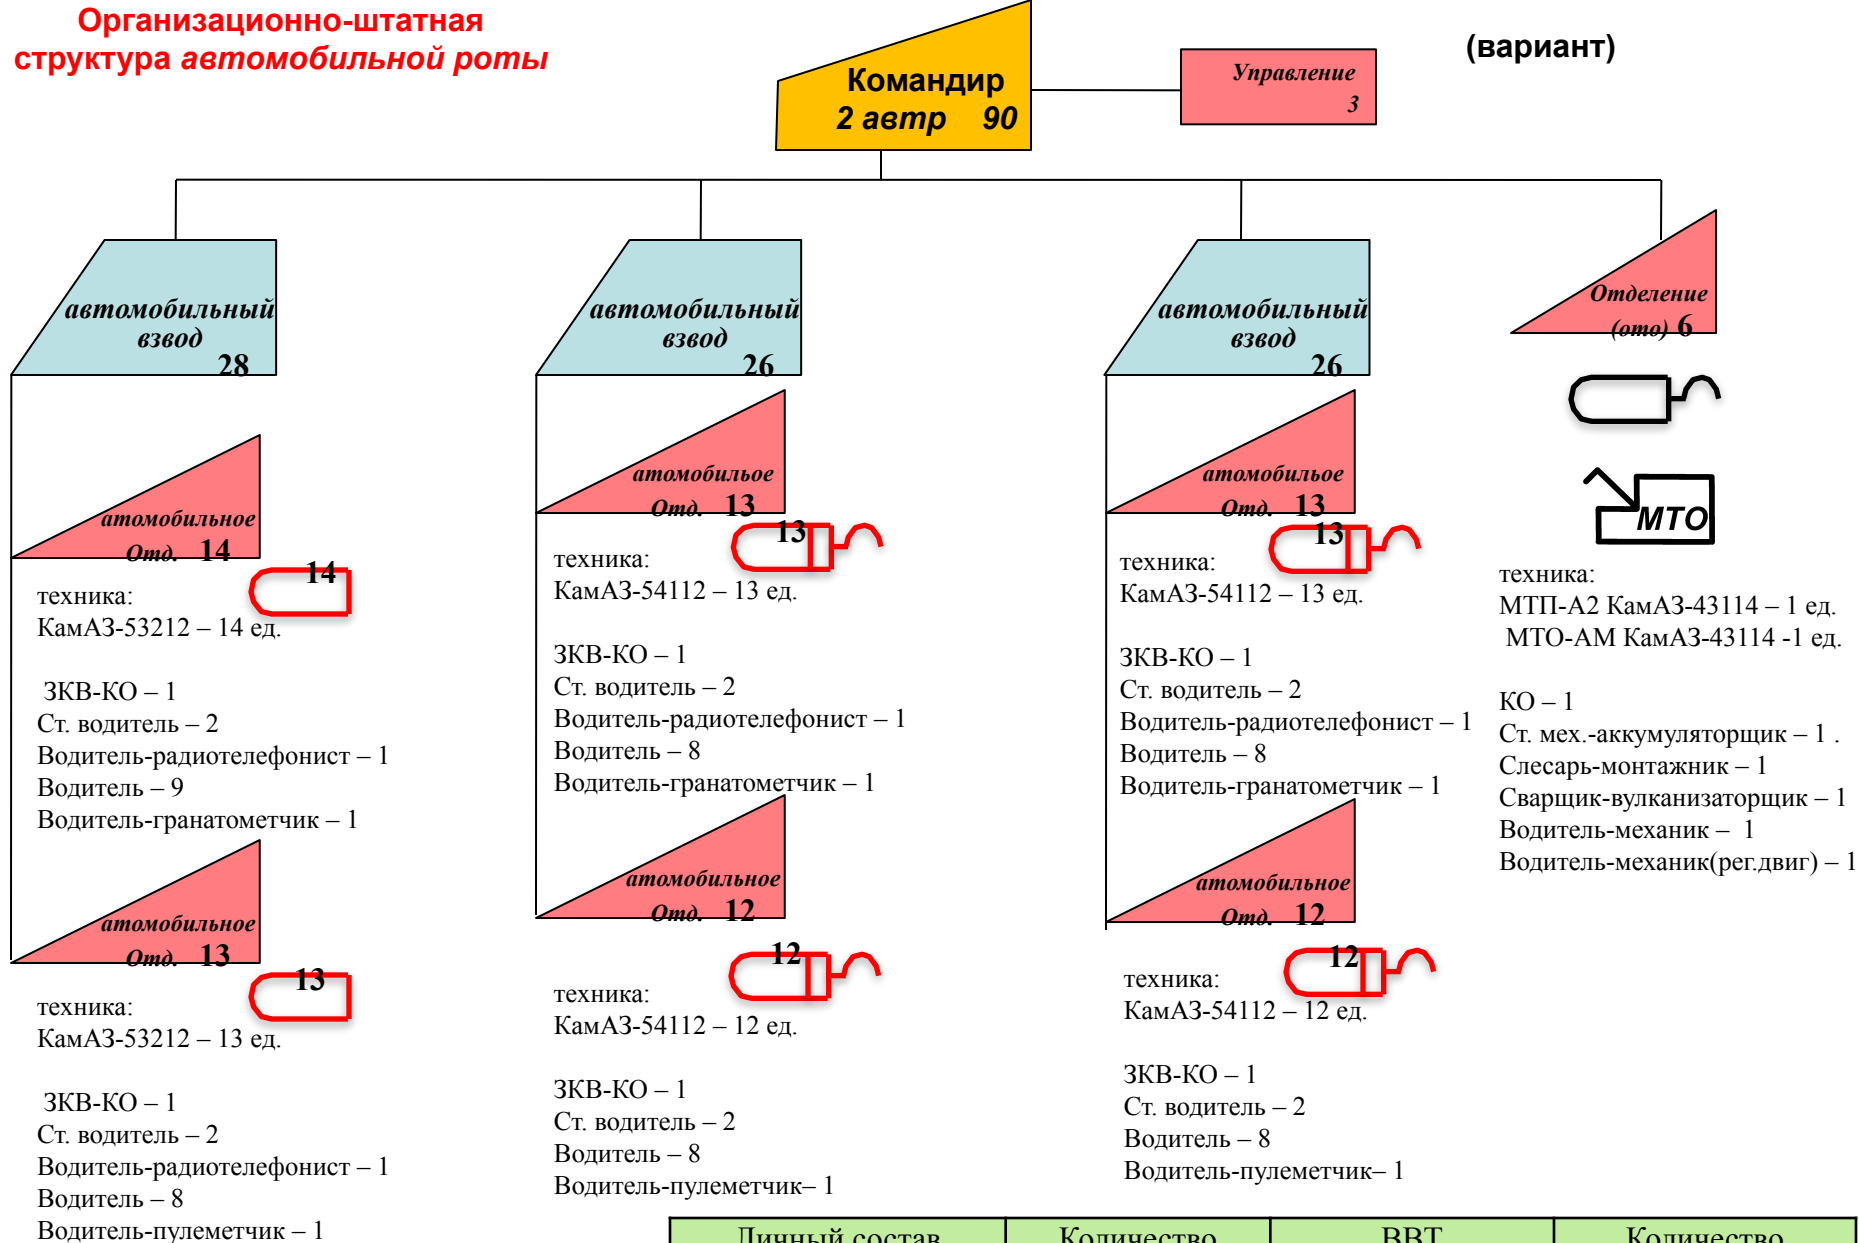 Организационно-штатная
структура автомобильной роты
(вариант)
Командир
2 автр 90
Управление
3
автомобильный
взвод
28
атомобильное
Отд. 14
14
техника:
КамАЗ-53212 – 14 ед.
ЗКВ-КО – 1
Ст. водитель – 2
Водитель-радиотелефонист – 1
Водитель – 9
Водитель-гранатометчик – 1
атомобильное
Отд. 13
13
техника:
КамАЗ-53212 – 13 ед.
ЗКВ-КО – 1
Ст. водитель – 2
Водитель-радиотелефонист – 1
Водитель – 8
Водитель-пулеметчик – 1
автомобильный
взвод
26
атомобильое
Отд. 13
13
техника:
КамАЗ-54112 – 13 ед.
ЗКВ-КО – 1
Ст. водитель – 2
Водитель-радиотелефонист – 1
Водитель – 8
Водитель-гранатометчик – 1
атомобильное
Отд. 12
12
техника:
КамАЗ-54112 – 12 ед.
ЗКВ-КО – 1
Ст. водитель – 2
Водитель – 8
Водитель-пулеметчик– 1
автомобильный
взвод
26
атомобильое
Отд. 13
13
техника:
КамАЗ-54112 – 13 ед.
ЗКВ-КО – 1
Ст. водитель – 2
Водитель-радиотелефонист – 1
Водитель – 8
Водитель-гранатометчик – 1
атомобильное
Отд. 12
12
техника:
КамАЗ-54112 – 12 ед.
ЗКВ-КО – 1
Ст. водитель – 2
Водитель – 8
Водитель-пулеметчик– 1
Отделение
(ото) 6
МТО
техника:
МТП-А2 КамАЗ-43114 – 1 ед.
МТО-АМ КамАЗ-43114 -1 ед.
КО – 1
Ст. мех.-аккумуляторщик – 1 .
Слесарь-монтажник – 1
Сварщик-вулканизаторщик – 1
Водитель-механик – 1
Водитель-механик(рег.двиг) – 1
Личный состав Количество ВВТ Количество